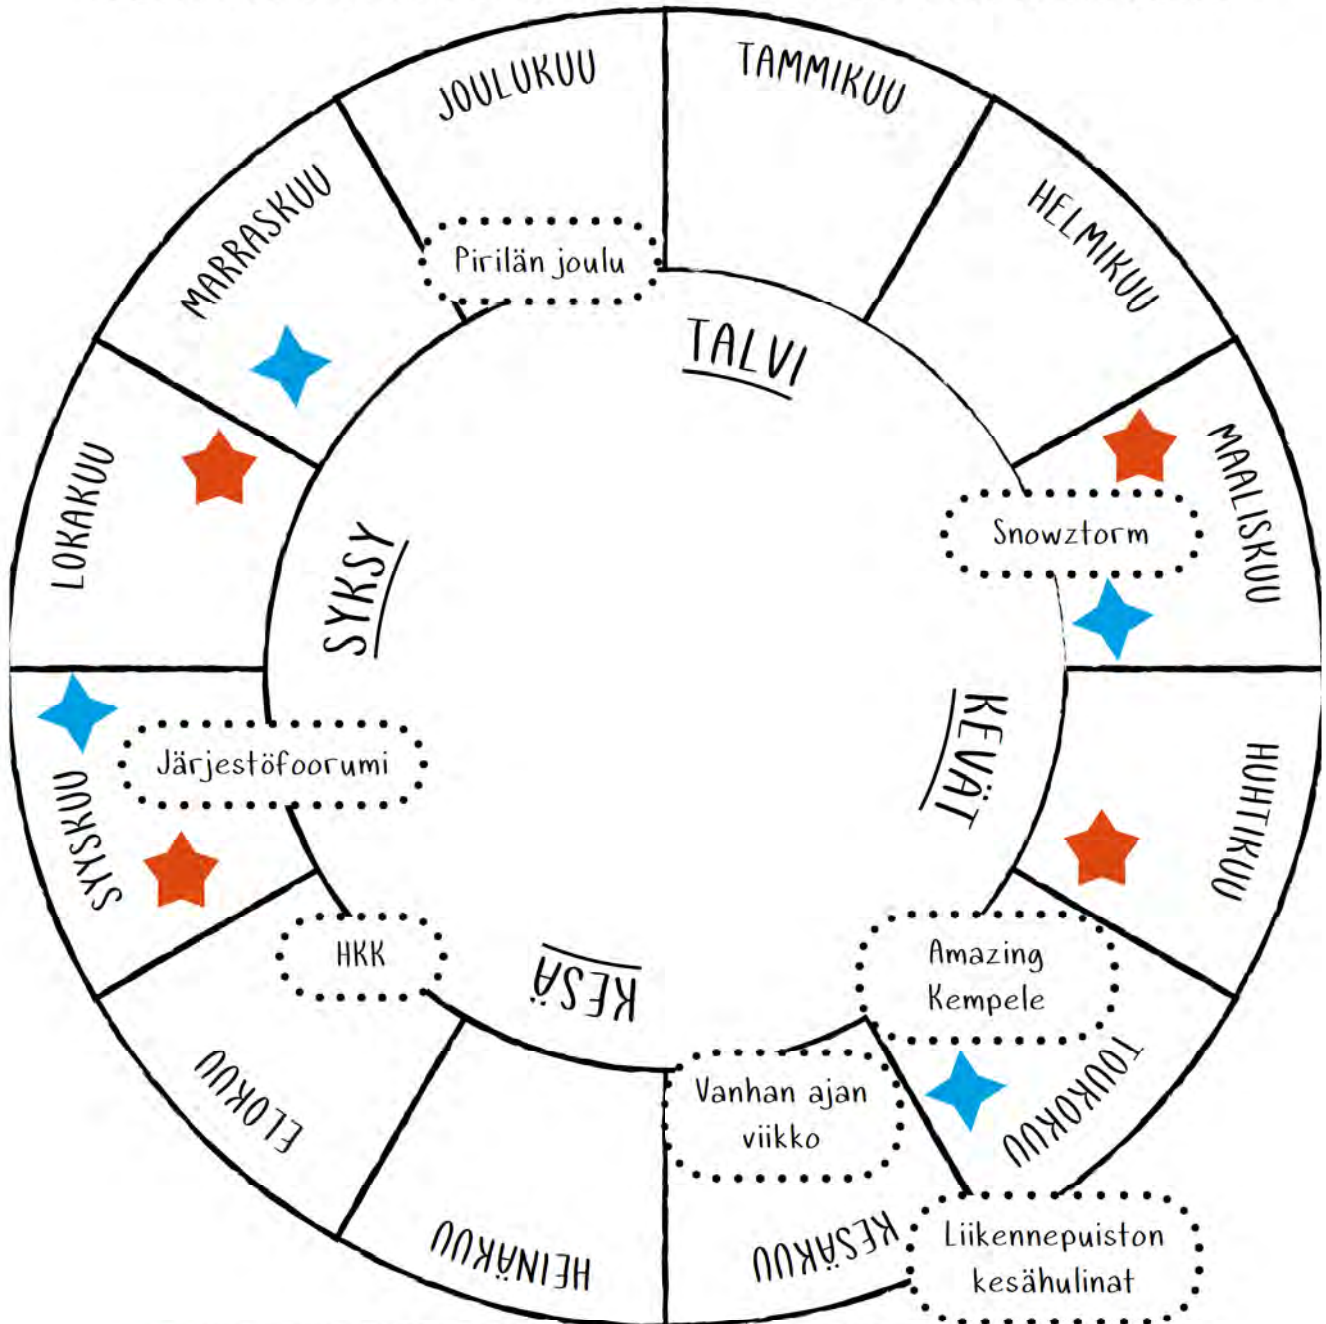 TAMMIKUU
HELMIKUU
MAALISKUU
HUHTIKUU
TOUKOKUU
KESÄKUU
HEINÄKUU
ELOKUU
SYYSKUU
LOKAKUU
MARRASKUU
JOULUKUU
TALVI
KEVÄT
KESÄ
SYKSY
Pirilän joulu
Snowztorm
Amazing
Kempele
Liikennepuiston
kesähulinat
Vanhan ajan
viikko
HKK
Järjestöfoorumi